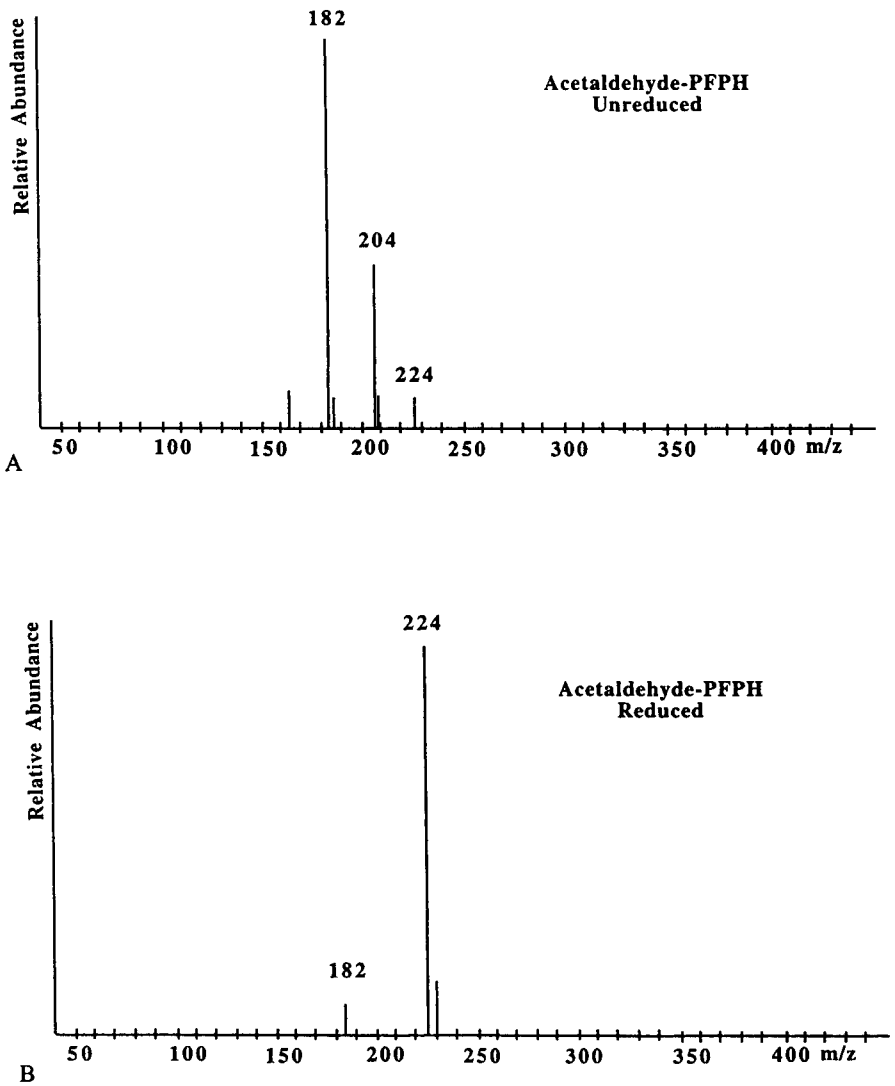 182
Relative Abundance
Acetaldehyde-PFPH
Unreduced
204
224
50 100 150 200 250 300 350 400 m/z
A
224
Relative Abundance
Acetaldehyde-PFPH
Reduced
182
50 100 150 200 250 300 350 400 m/z
B